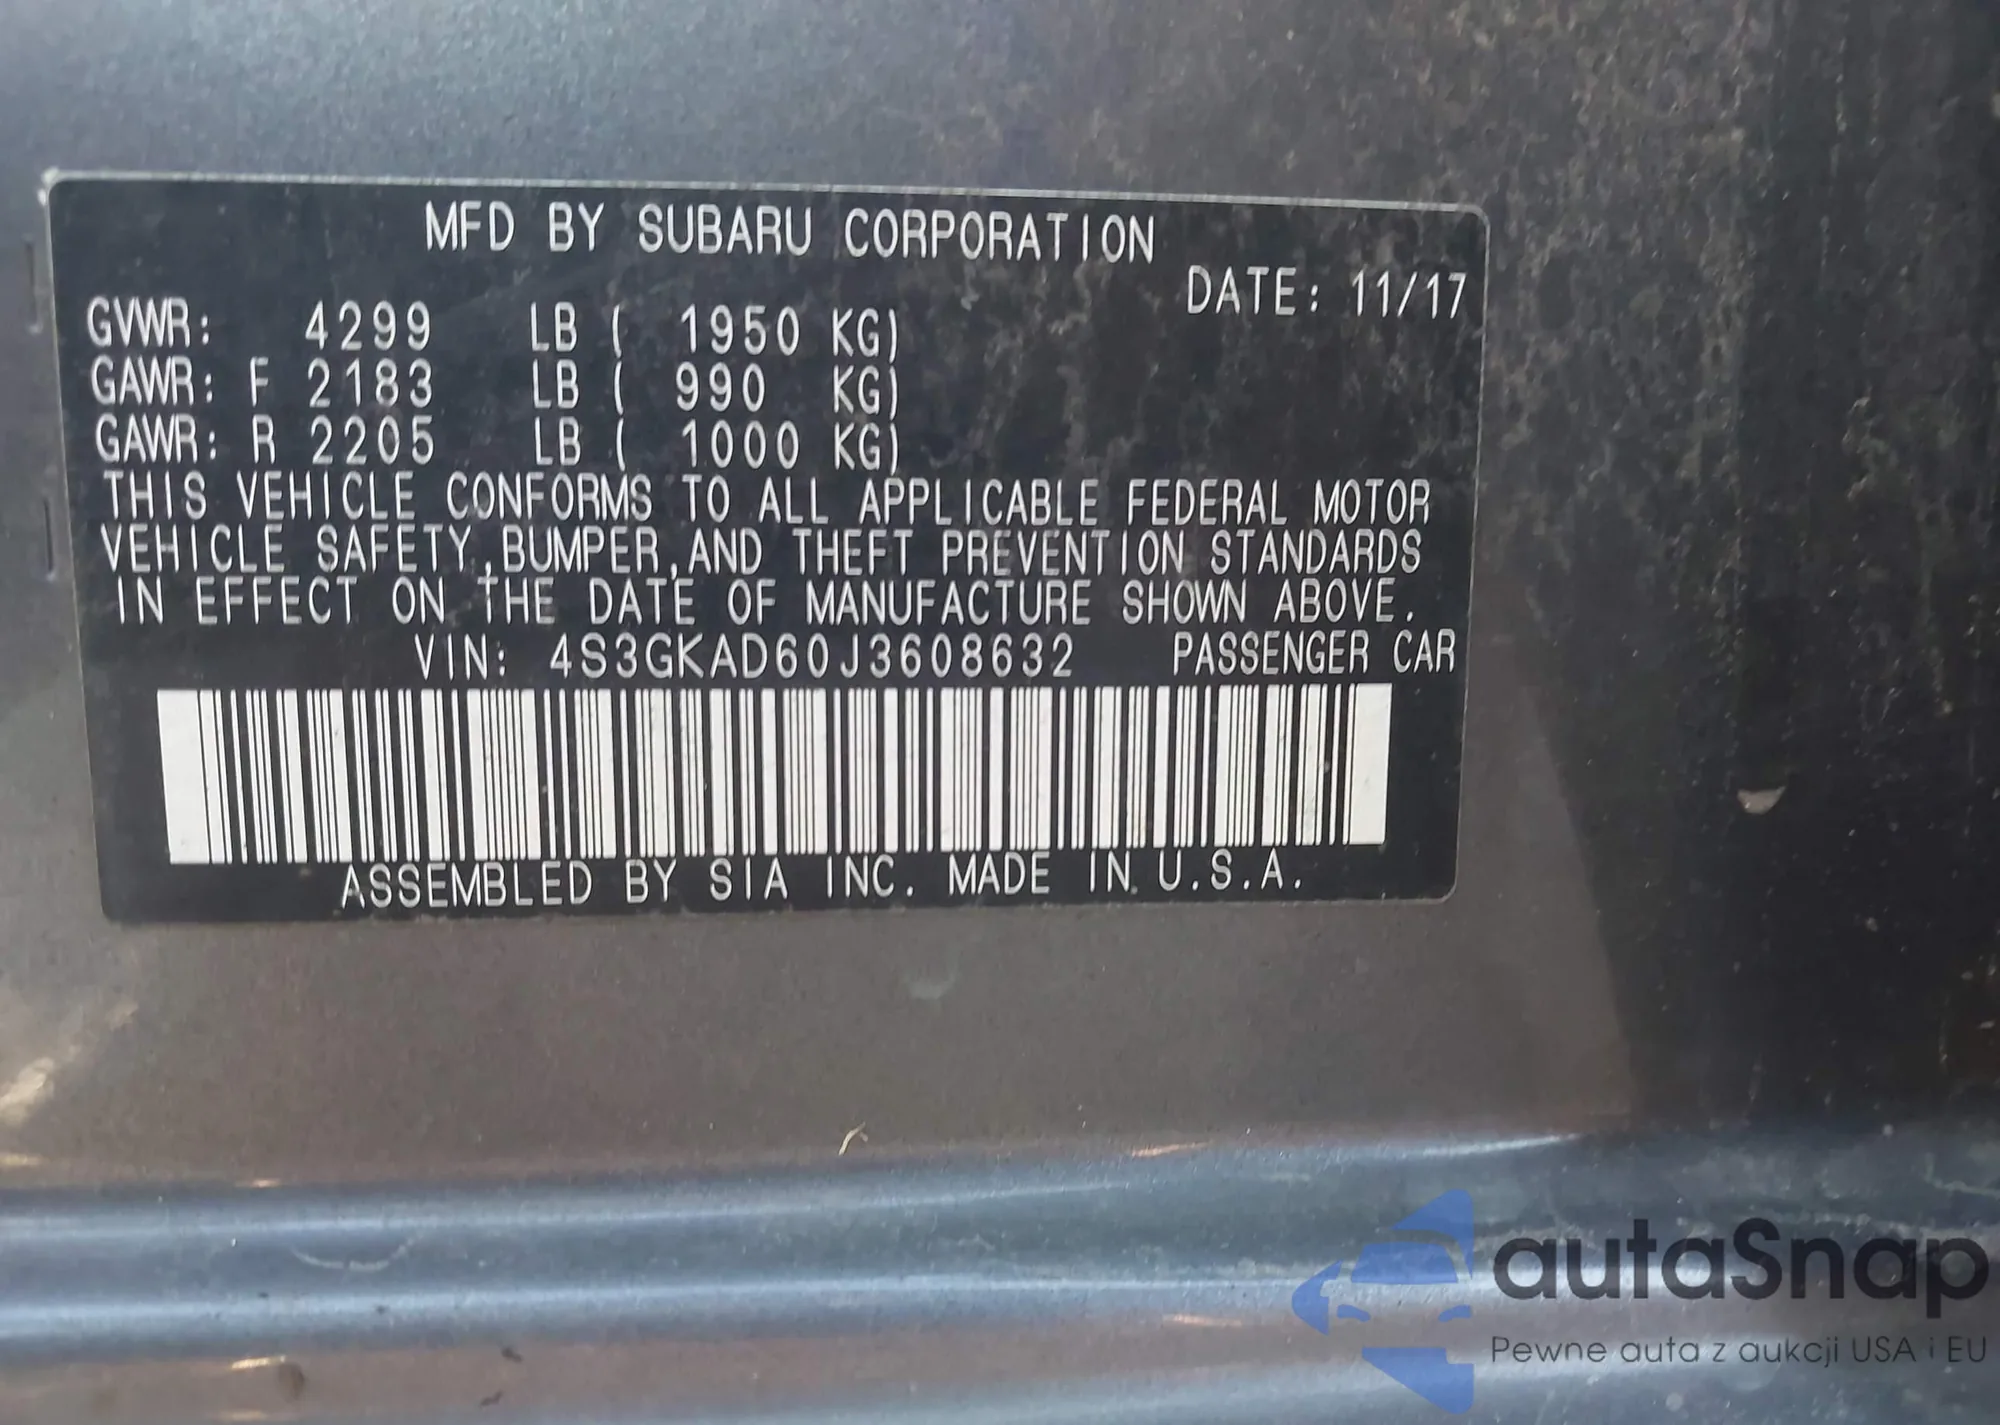 MFD BY SUBARU CORPORATION
DATE: 11/17
GVWR: 4299 LB ( 1950 KG)
GAWR: F 2183 LB ( 990 KG)
GAWR: R 2205 LB ( 1000 KG)
THIS VEHICLE CONFORMS TO ALL APPLICABLE FEDERAL MOTOR
VEHICLE SAFETY,BUMPER,AND THEFT PREVENTION STANDARDS
IN EFFECT ON THE DATE OF MANUFACTURE SHOWN ABOVE.
VIN: 4S3GKAD60J3608632 PASSENGER CAR
ASSEMBLED BY SIA INC. MADE IN U.S.A.
autaSnap
Pewne auta z aukcji USA i EU